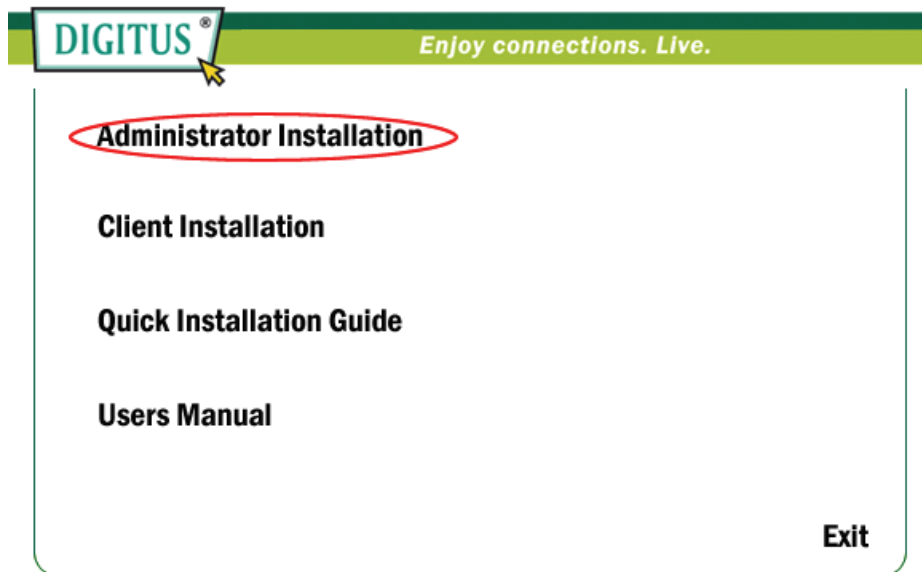 DIGITUS®
Enjoy connections. Live.
Administrator Installation
Client Installation
Quick Installation Guide
Users Manual
Exit